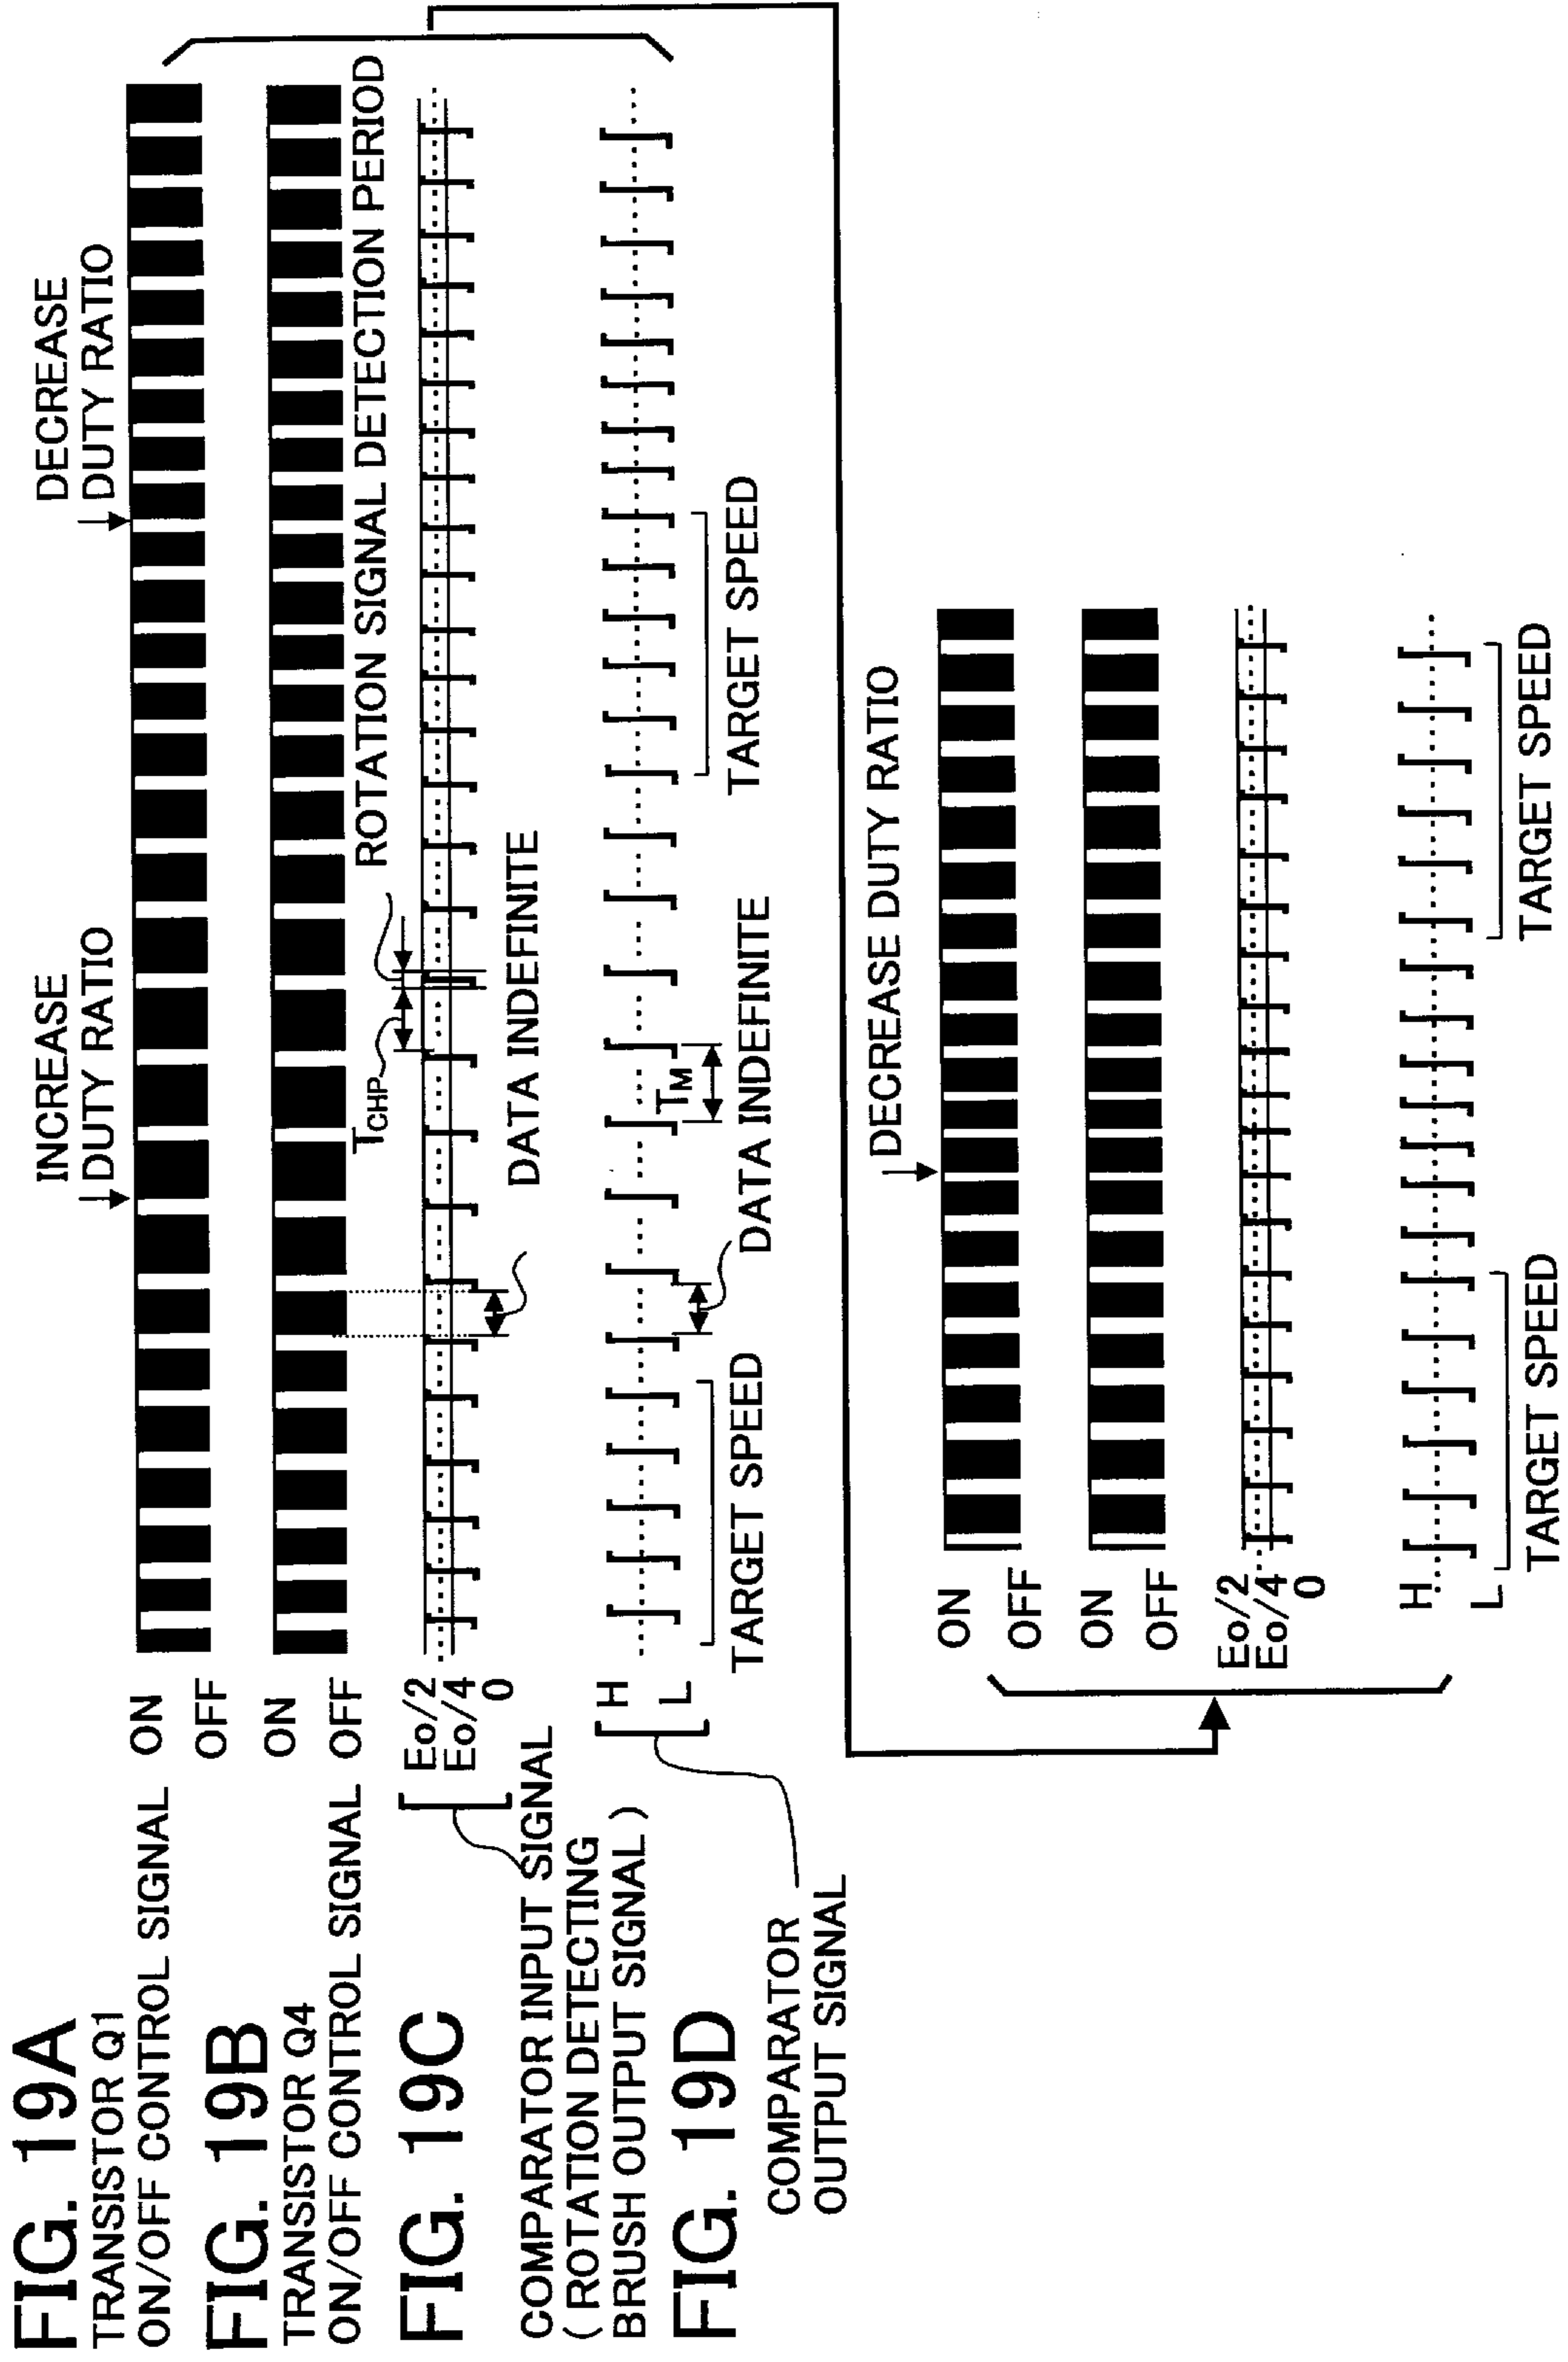 FIG. 19A
TRANSISTOR Q1
ON/OFF CONTROL SIGNAL
ON
OFF
INCREASE
DUTY RATIO
DECREASE
DUTY RATIO
FIG. 19B
TRANSISTOR Q4
ON/OFF CONTROL SIGNAL
ON
OFF
TCHP
ROTATION SIGNAL DETECTION PERIOD
FIG. 19C
Eo/2
Eo/4
0
COMPARATOR INPUT SIGNAL
(ROTATION DETECTING
BRUSH OUTPUT SIGNAL)
DATA INDEFINITE
FIG. 19D
H
L
COMPARATOR
OUTPUT SIGNAL
TM
TARGET SPEED
DATA INDEFINITE
TARGET SPEED
DECREASE DUTY RATIO
ON
OFF
ON
OFF
Eo/2
Eo/4
0
H
L
TARGET SPEED
TARGET SPEED